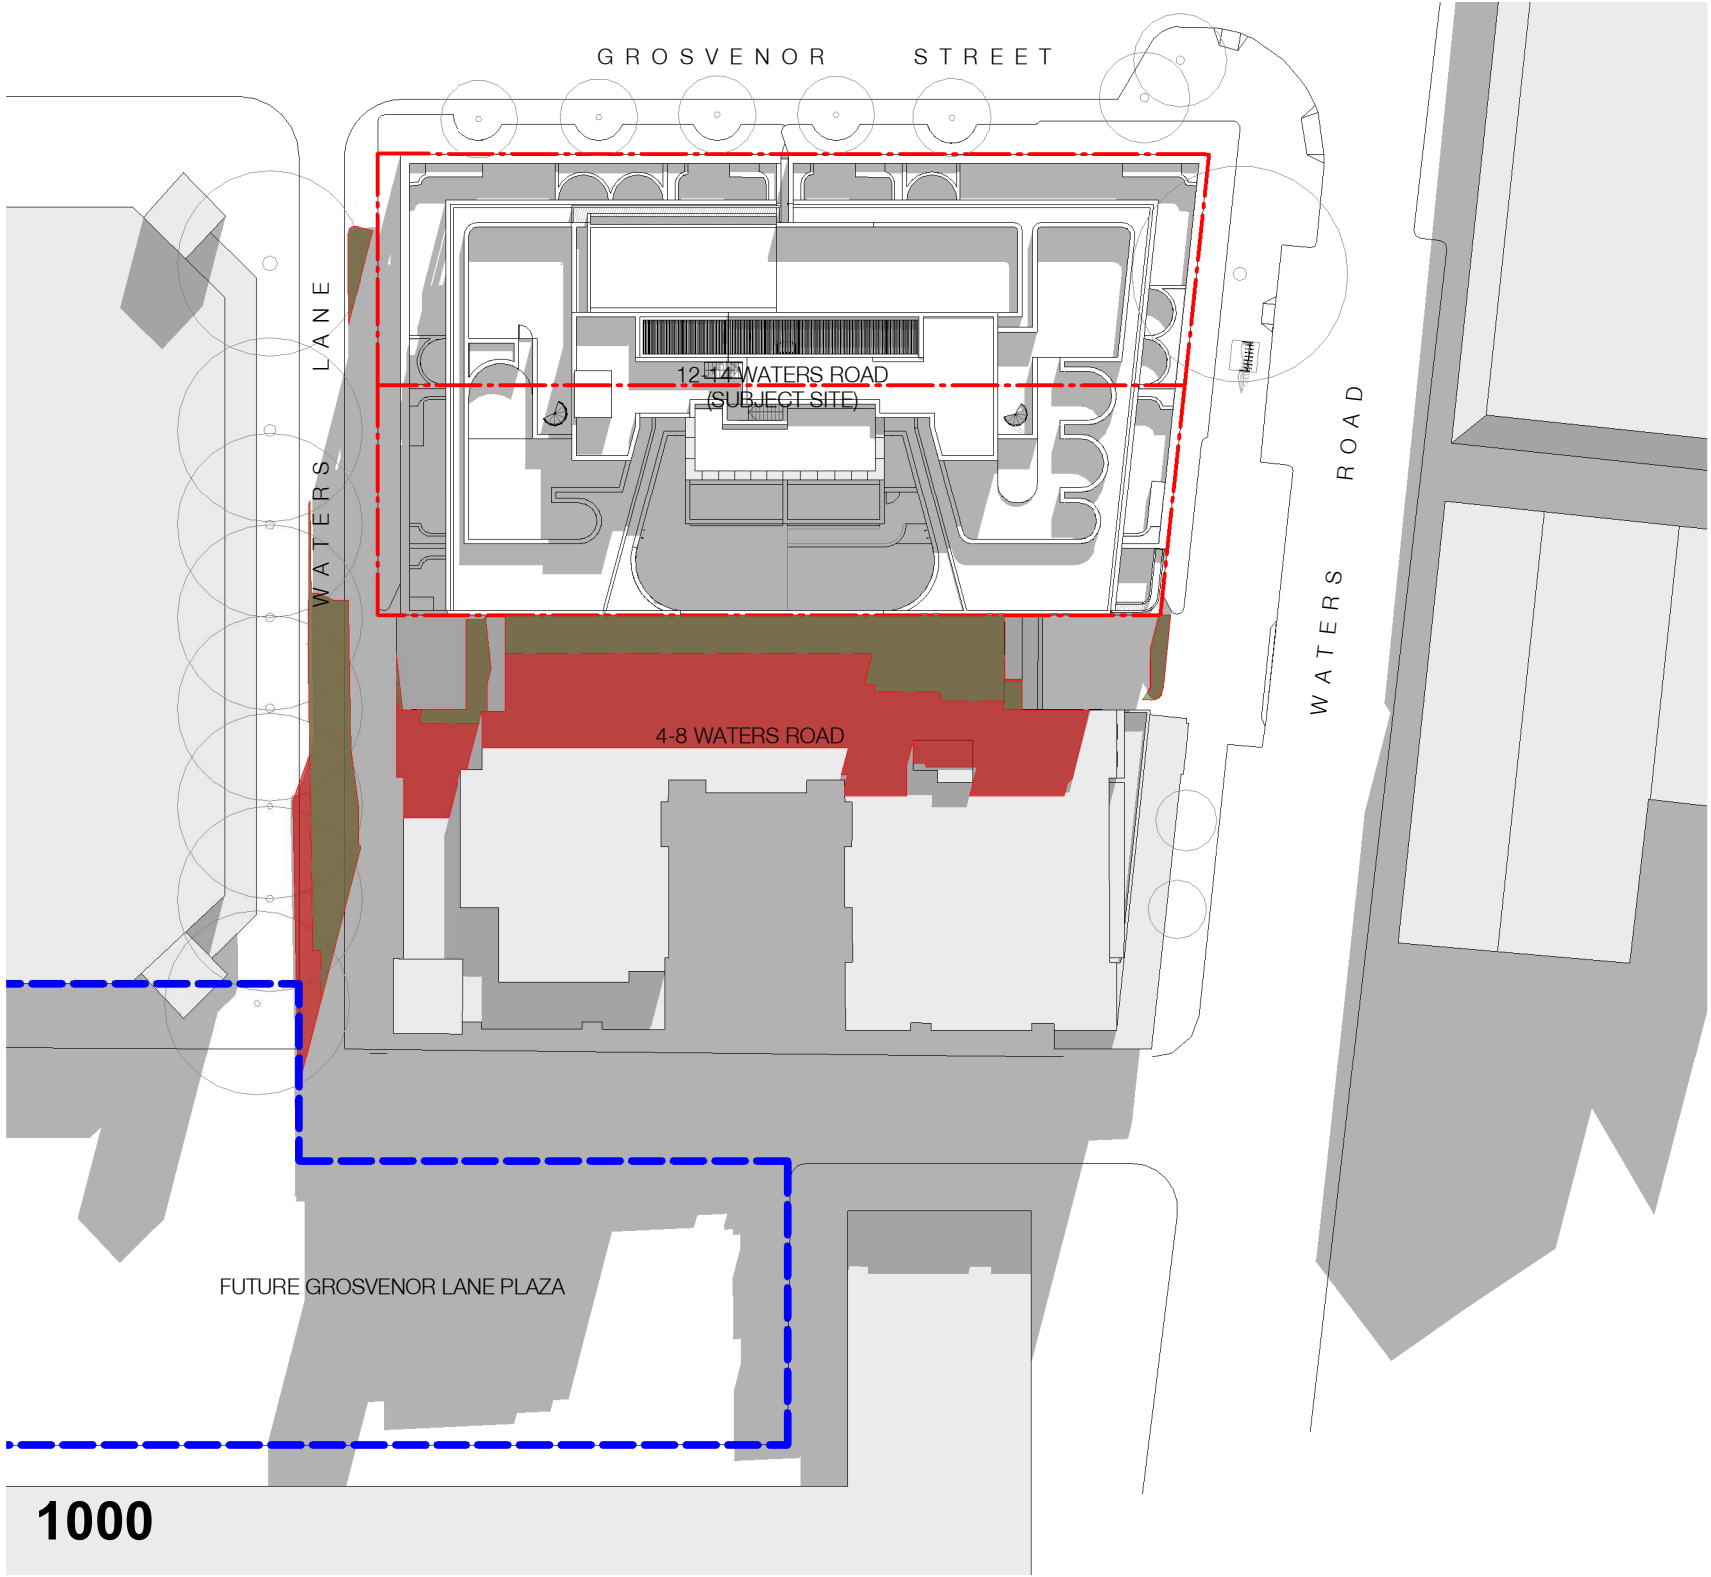 GROSVENOR STREET
WATERS LANE
12-14 WATERS ROAD
(SUBJECT SITE)
WATERS ROAD
4-8 WATERS ROAD
FUTURE GROSVENOR LANE PLAZA
1000